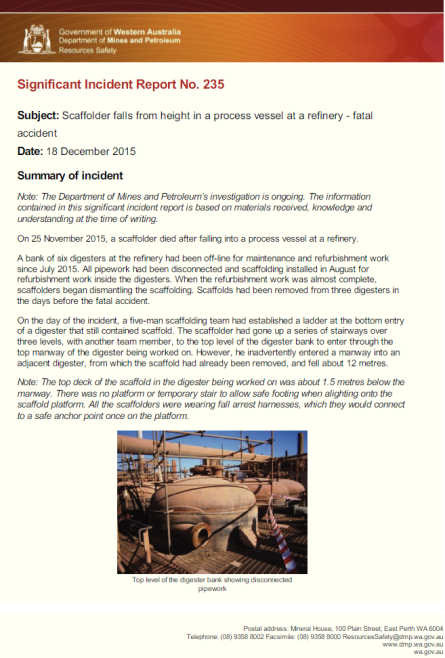 Government of Western Australia
Department of Mines and Petroleum
Resources Safety
Significant Incident Report No. 235
Subject: Scaffolder falls from height in a process vessel at a refinery - fatal
accident
Date: 18 December 2015
Summary of incident
Note: The Department of Mines and Petroleum's investigation is ongoing. The information
contained in this significant incident report is based on materials received, knowledge and
understanding at the time of writing.
On 25 November 2015, a scaffolder died after falling into a process vessel at a refinery.
A bank of six digesters at the refinery had been off-line for maintenance and refurbishment work
since July 2015. All pipework had been disconnected and scaffolding installed in August for
refurbishment work inside the digesters. When the refurbishment work was almost complete,
scaffolders began dismantling the scaffolding. Scaffolds had been removed from three digesters in
the days before the fatal accident.
On the day of the incident, a five-man scaffolding team had established a ladder at the bottom entry
of a digester that still contained scaffold. The scaffolder had gone up a series of stairways over
three levels, with another team member, to the top level of the digester bank to enter through the
top manway of the digester being worked on. However, he inadvertently entered a manway into an
adjacent digester, from which the scaffold had already been removed, and fell about 12 metres.
Note: The top deck of the scaffold in the digester being worked on was about 1.5 metres below the
manway. There was no platform or temporary stair to allow safe footing when alighting onto the
scaffold platform. All the scaffolders were wearing fall arrest harnesses, which they would connect
to a safe anchor point once on the platform.
Top level of the digester bank showing disconnected
pipework
Postal address: Mineral House, 100 Plain Street, East Perth WA 6004
Telephone: (08) 9358 8002 Facsimile: (08) 9358 8000 ResourcesSafety@dmp.wa.gov.au
www.dmp.wa.gov.au
wa.gov.au